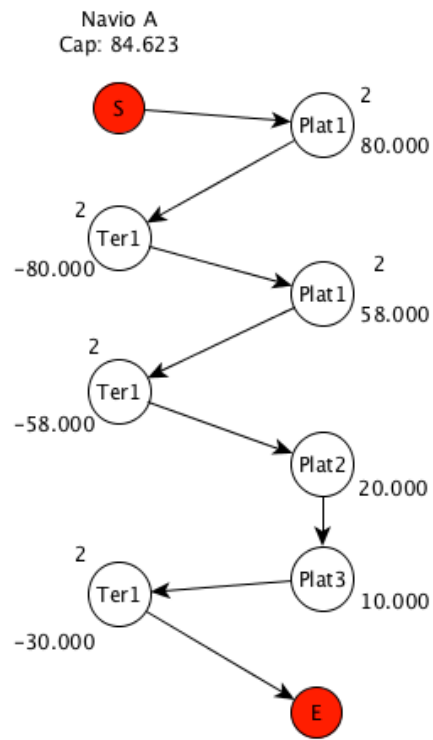 Navio A
Cap: 84.623
S
2
Plat1
80.000
2
Ter1
-80.000
2
Plat1
58.000
2
Ter1
-58.000
Plat2
20.000
2
Plat3
Ter1
10.000
-30.000
E